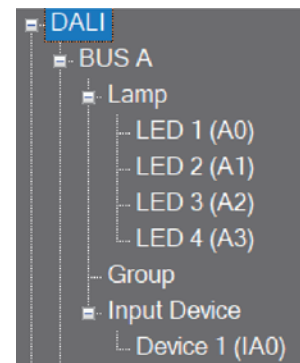 DALI
BUS A
Lamp
LED 1 (A0)
LED 2 (A1)
LED 3 (A2)
LED 4 (A3)
Group
Input Device
Device 1 (IA0)